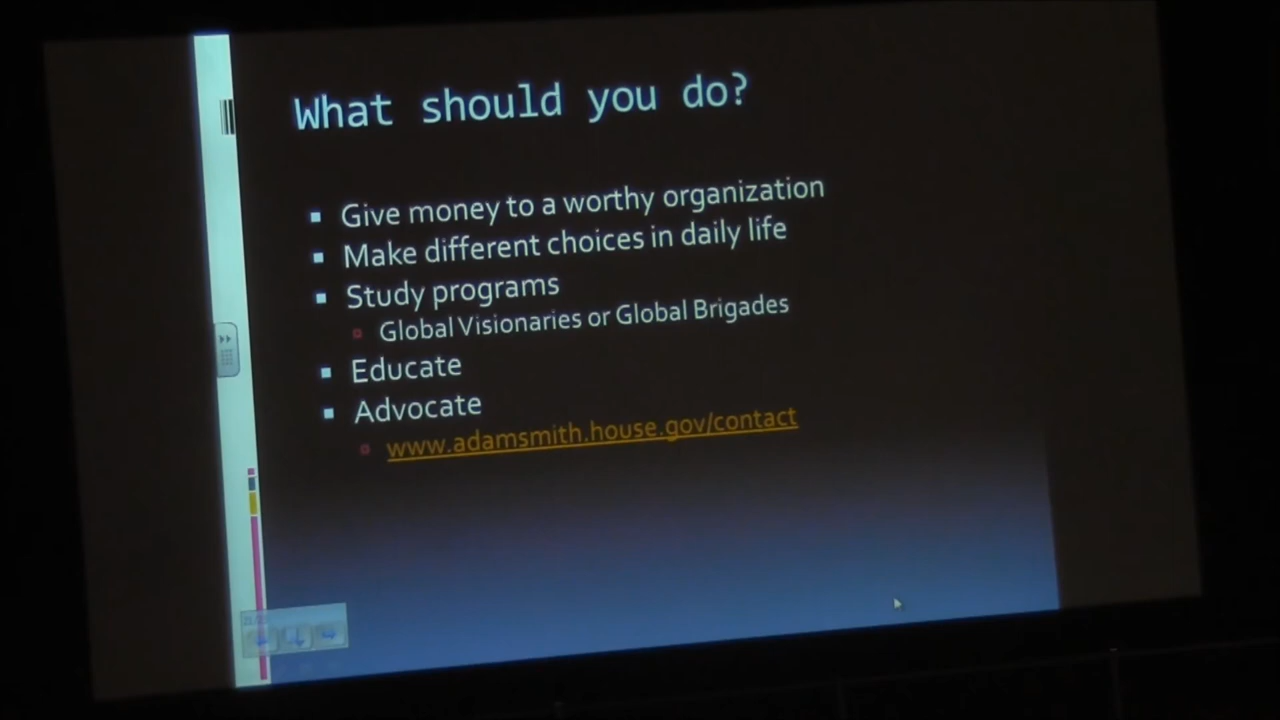 What should you do?
Give money to a worthy organization
Make different choices in daily life
Study programs
Global Visionaries or Global Brigades
Educate
Advocate
www.adamsmith.house.gov/contact